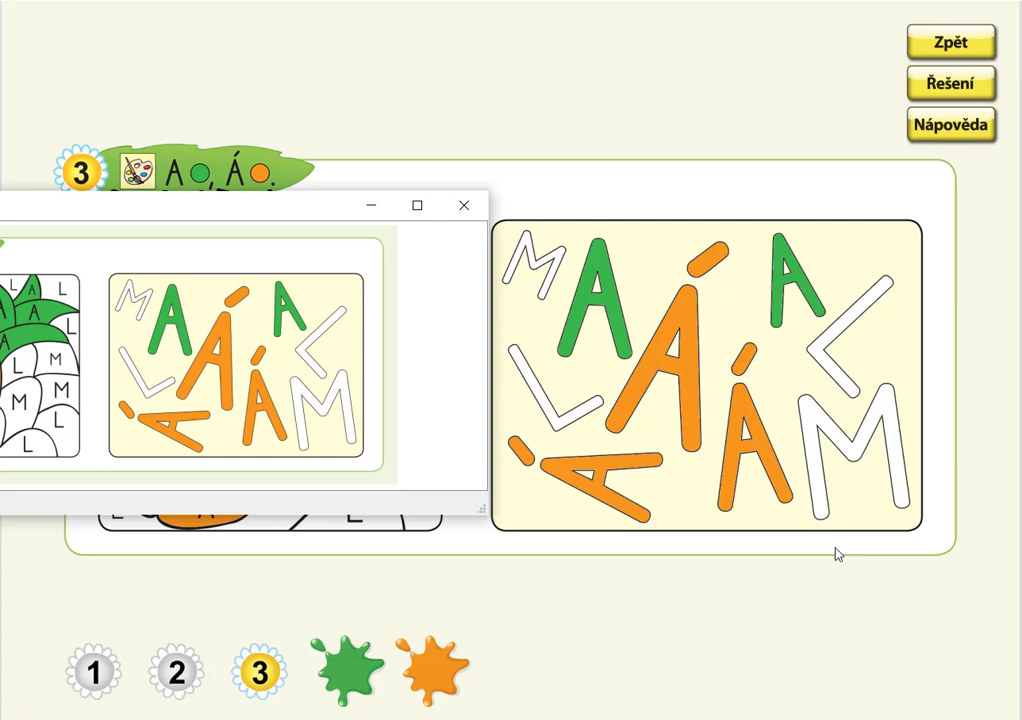 Zpět
Řešení
Nápověda
3 A Á.
L A L
A A
L
A
L M
M M
L
L
M A Á A L
L Á Á M
M A Á A L
L Á Á M
L A L
1 2 3